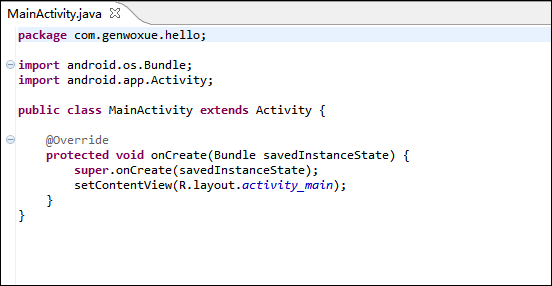 MainActivity.java
package com.genwoxue.hello;
import android.os.Bundle;
import android.app.Activity;
public class MainActivity extends Activity {
@Override
protected void onCreate(Bundle savedInstanceState) {
super.onCreate(savedInstanceState);
setContentView(R.layout.activity_main);
}
}